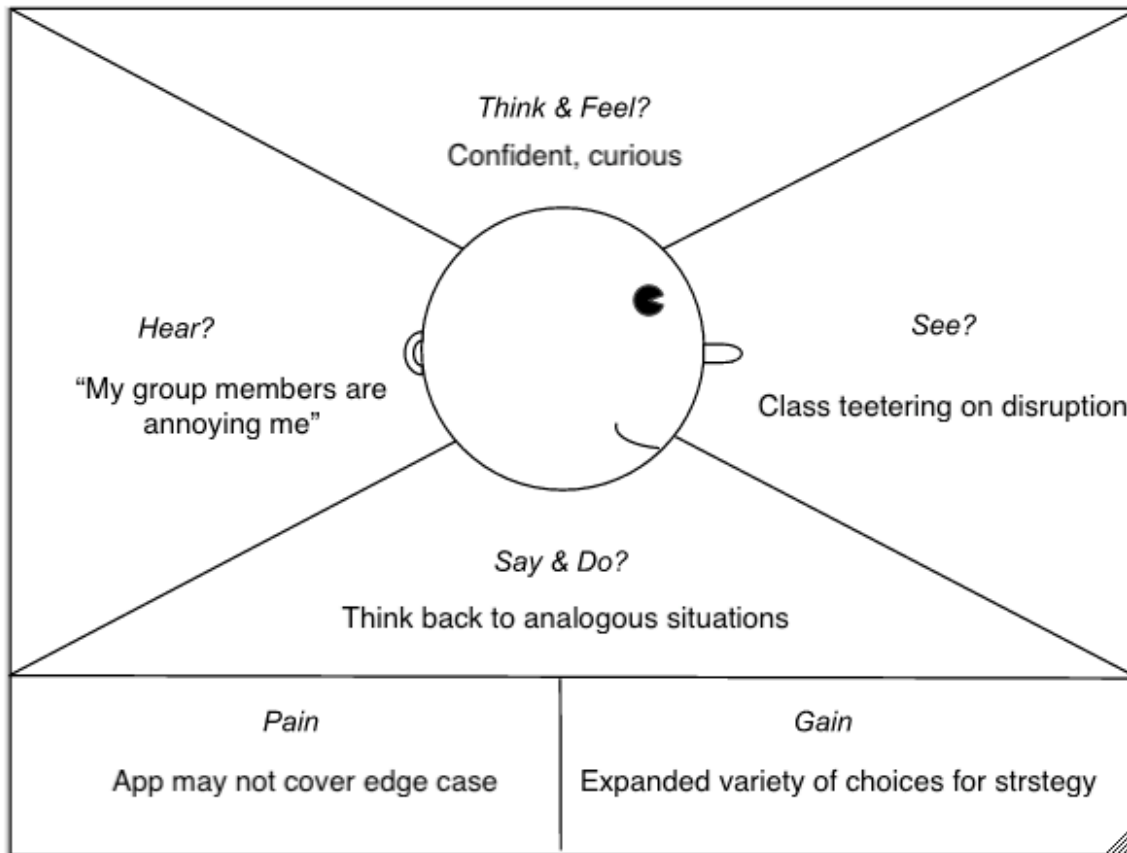 Think & Feel?
Confident, curious
Hear?
“My group members are
annoying me”
See?
Class teetering on disruption
Say & Do?
Think back to analogous situations
Pain
App may not cover edge case
Gain
Expanded variety of choices for strstegy